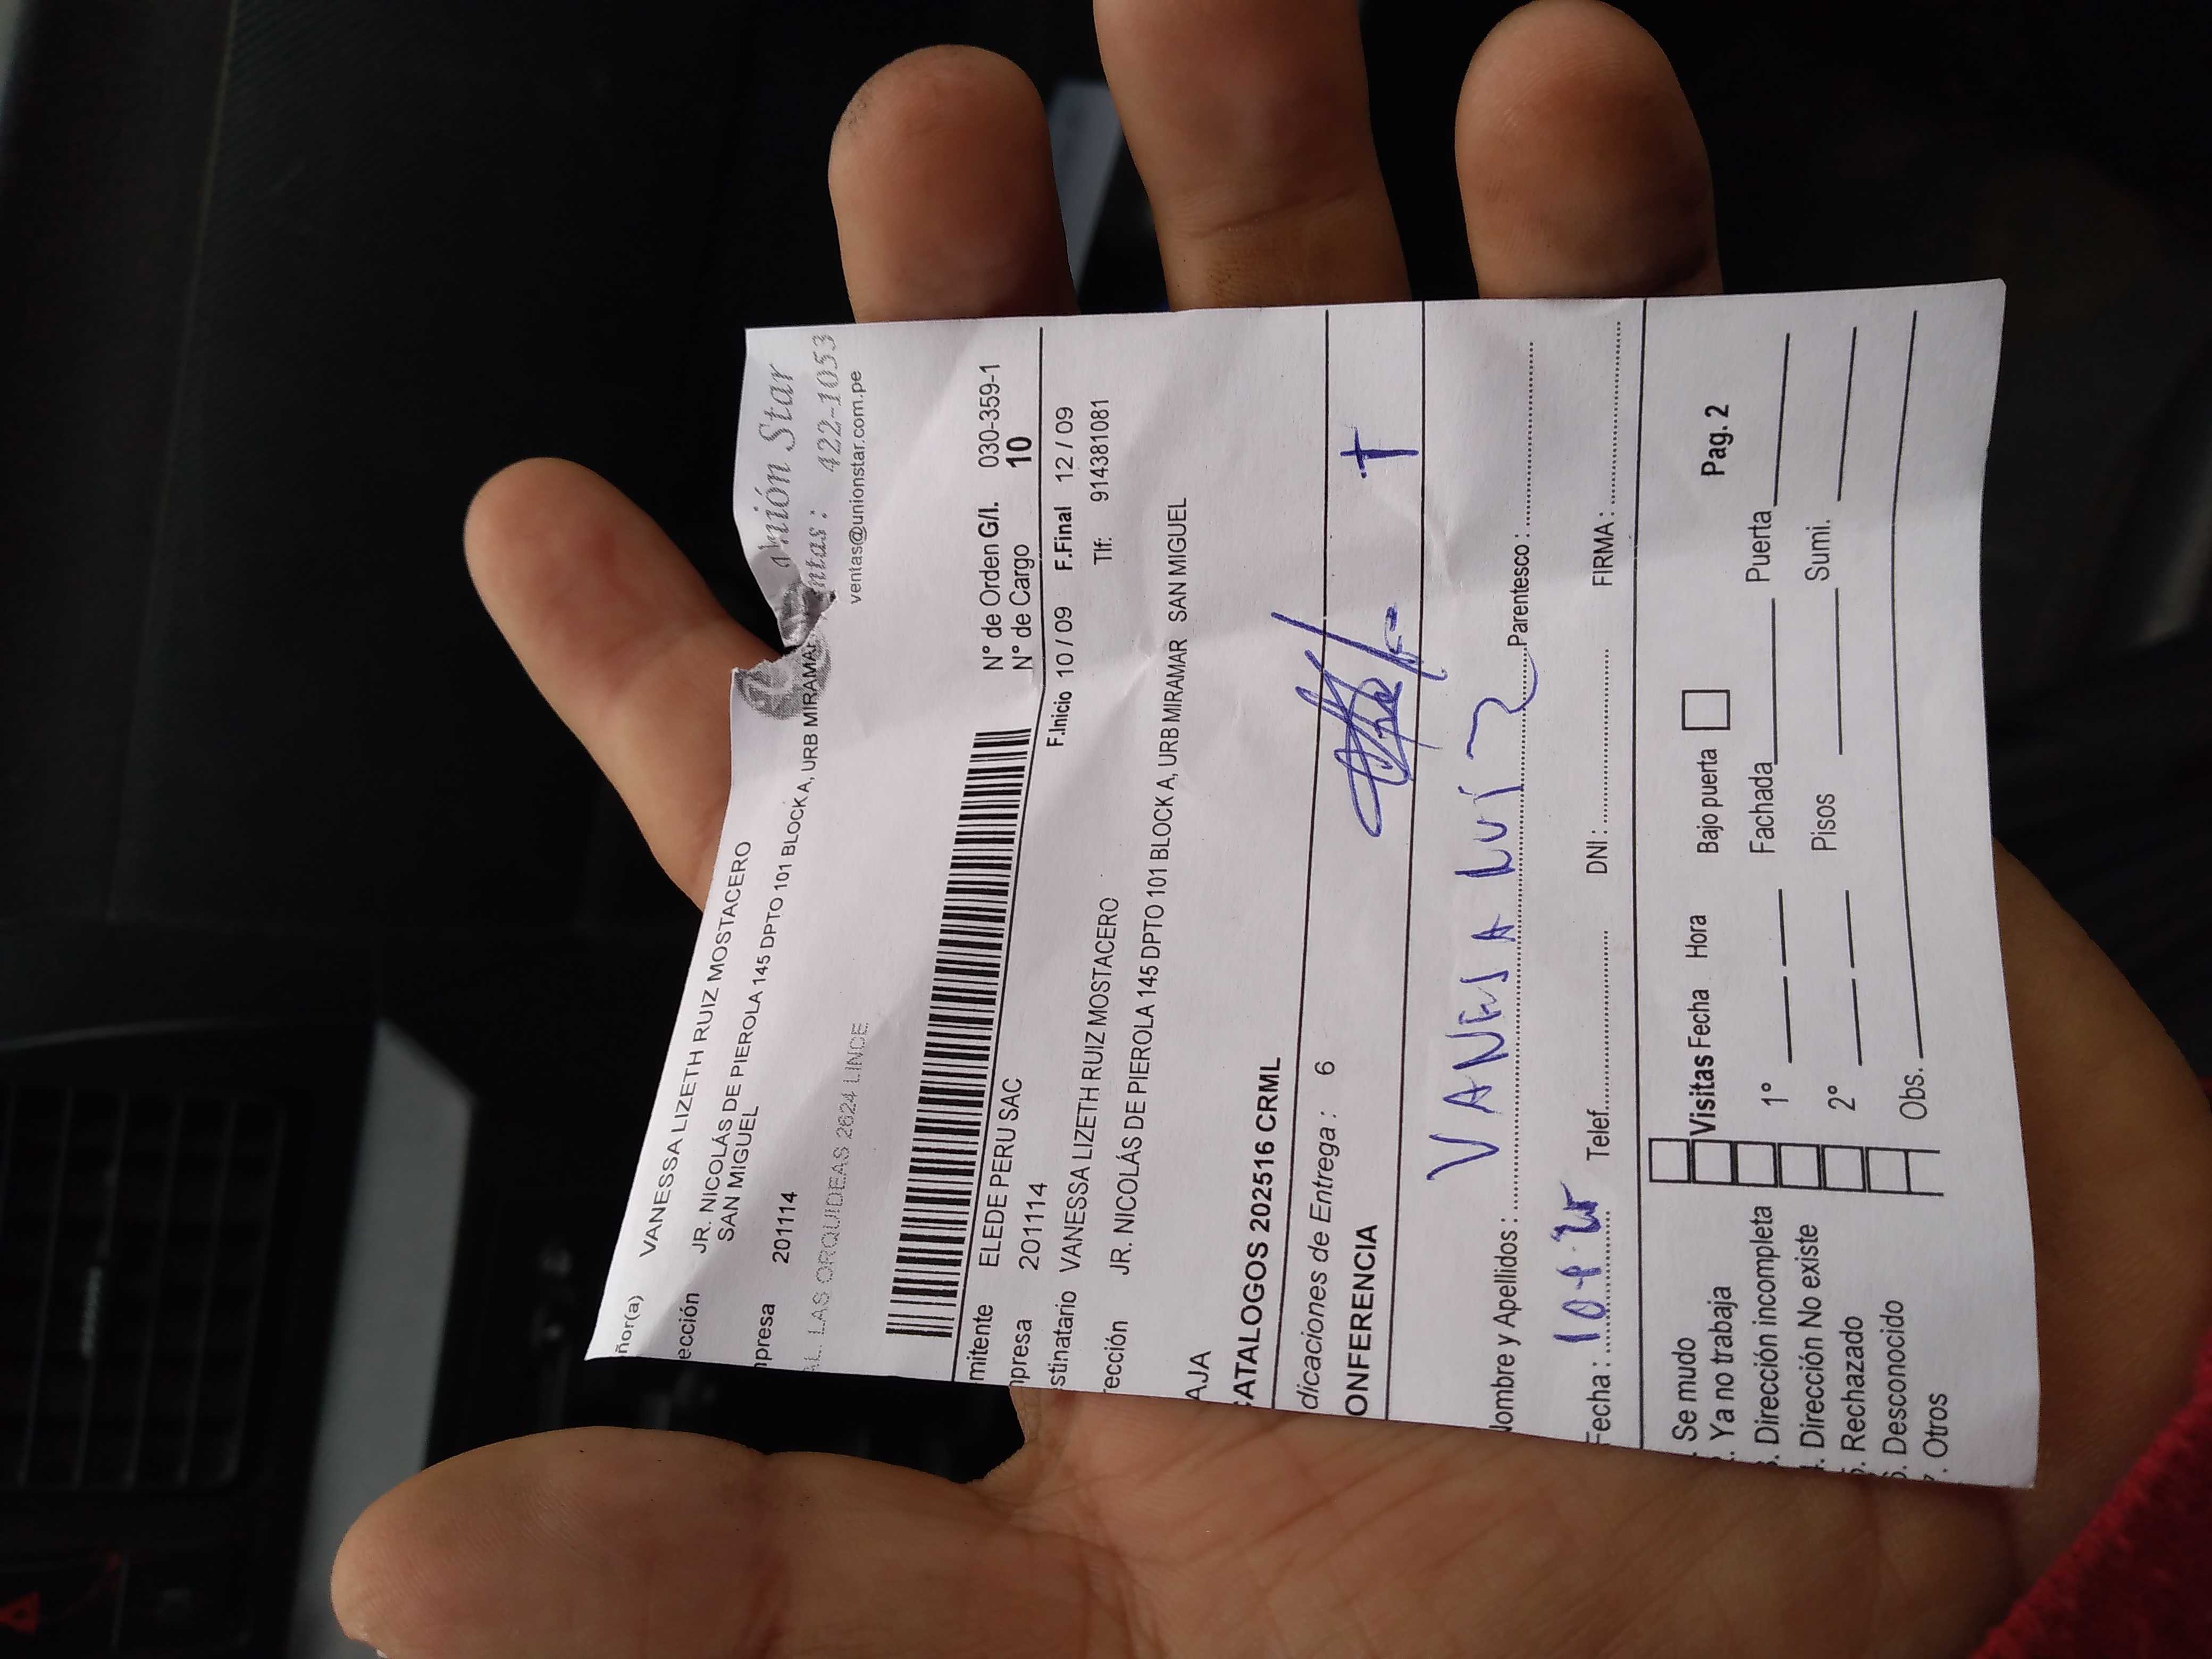 ñor(a) VANESSA LIZETH RUIZ MOSTACERO
ección JR. NICOLÁS DE PIEROLA 145 DPTO 101 BLOCK A, URB MIRAMAR
SAN MIGUEL
npresa 201114
AL. LAS ORQUIDEAS 2624 LINCE
Unión Star
ntas: 422-1053
ventas@unionstar.com.pe
mitente ELEDE PERU SAC
N° de Orden G/I. 030-359-1
npresa 201114
N° de Cargo 10
F.Inicio 10 / 09 F.Final 12 / 09
stinatario VANESSA LIZETH RUIZ MOSTACERO Tlf: 914381081
ección JR. NICOLÁS DE PIEROLA 145 DPTO 101 BLOCK A, URB MIRAMAR SAN MIGUEL
AJA
CATALOGOS 202516 CRML
dicaciones de Entrega : 6
ONFERENCIA
Nombre y Apellidos : VANESA Parentesco :
Fecha : Telef. DNI : FIRMA :
. Se mudo
. Ya no trabaja Visitas Fecha Hora Bajo puerta Pag. 2
3. Dirección incompleta 1° Fachada Puerta
4. Dirección No existe
5. Rechazado 2° Pisos Sumi.
6. Desconocido
7. Otros Obs.